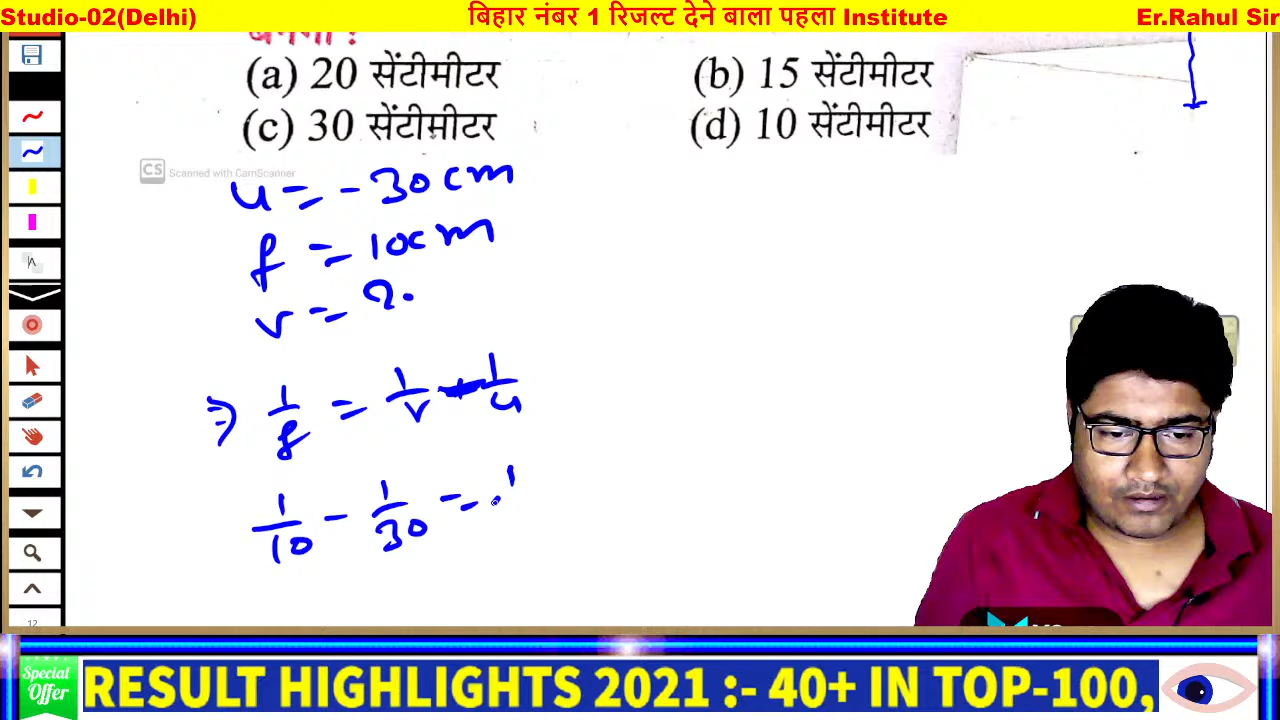 Studio-02(Delhi) बिहार नंबर 1 रिजल्ट देने बाला पहला Institute Er.Rahul Sir
(a) 20 सेंटीमीटर (b) 15 सेंटीमीटर
(c) 30 सेंटीमीटर (d) 10 सेंटीमीटर
CS Scanned with CamScanner
u = - 30 cm
f = 10 cm
v = ?
⇒ 1/f = 1/v - 1/u
1/10 - 1/30 = 1
12
Special Offer
RESULT HIGHLIGHTS 2021 :- 40+ IN TOP-100,